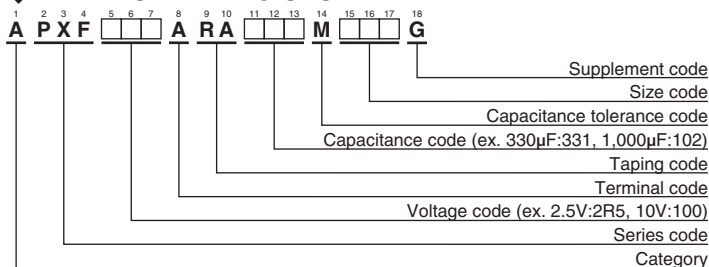 1 2 3 4 5 6 7 8 9 10 11 12 13 14 15 16 17 18
A P X F A R A M G
Supplement code
Size code
Capacitance tolerance code
Capacitance code (ex. 330µF:331, 1,000µF:102)
Taping code
Terminal code
Voltage code (ex. 2.5V:2R5, 10V:100)
Series code
Category